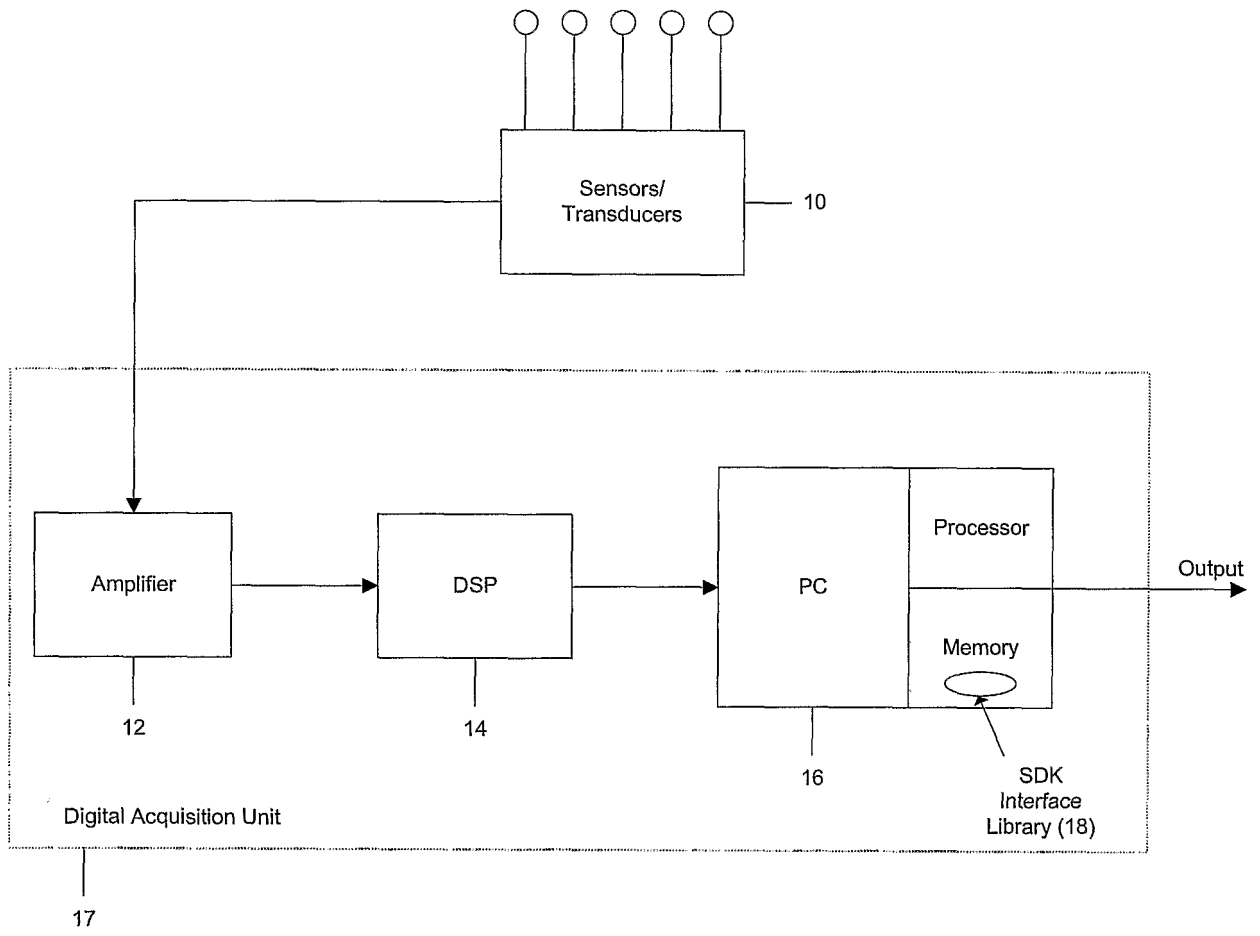 Sensors/
Transducers
10
Processor
Amplifier
DSP
PC
Output
Memory
12
14
16
SDK
Interface
Library (18)
Digital Acquisition Unit
17